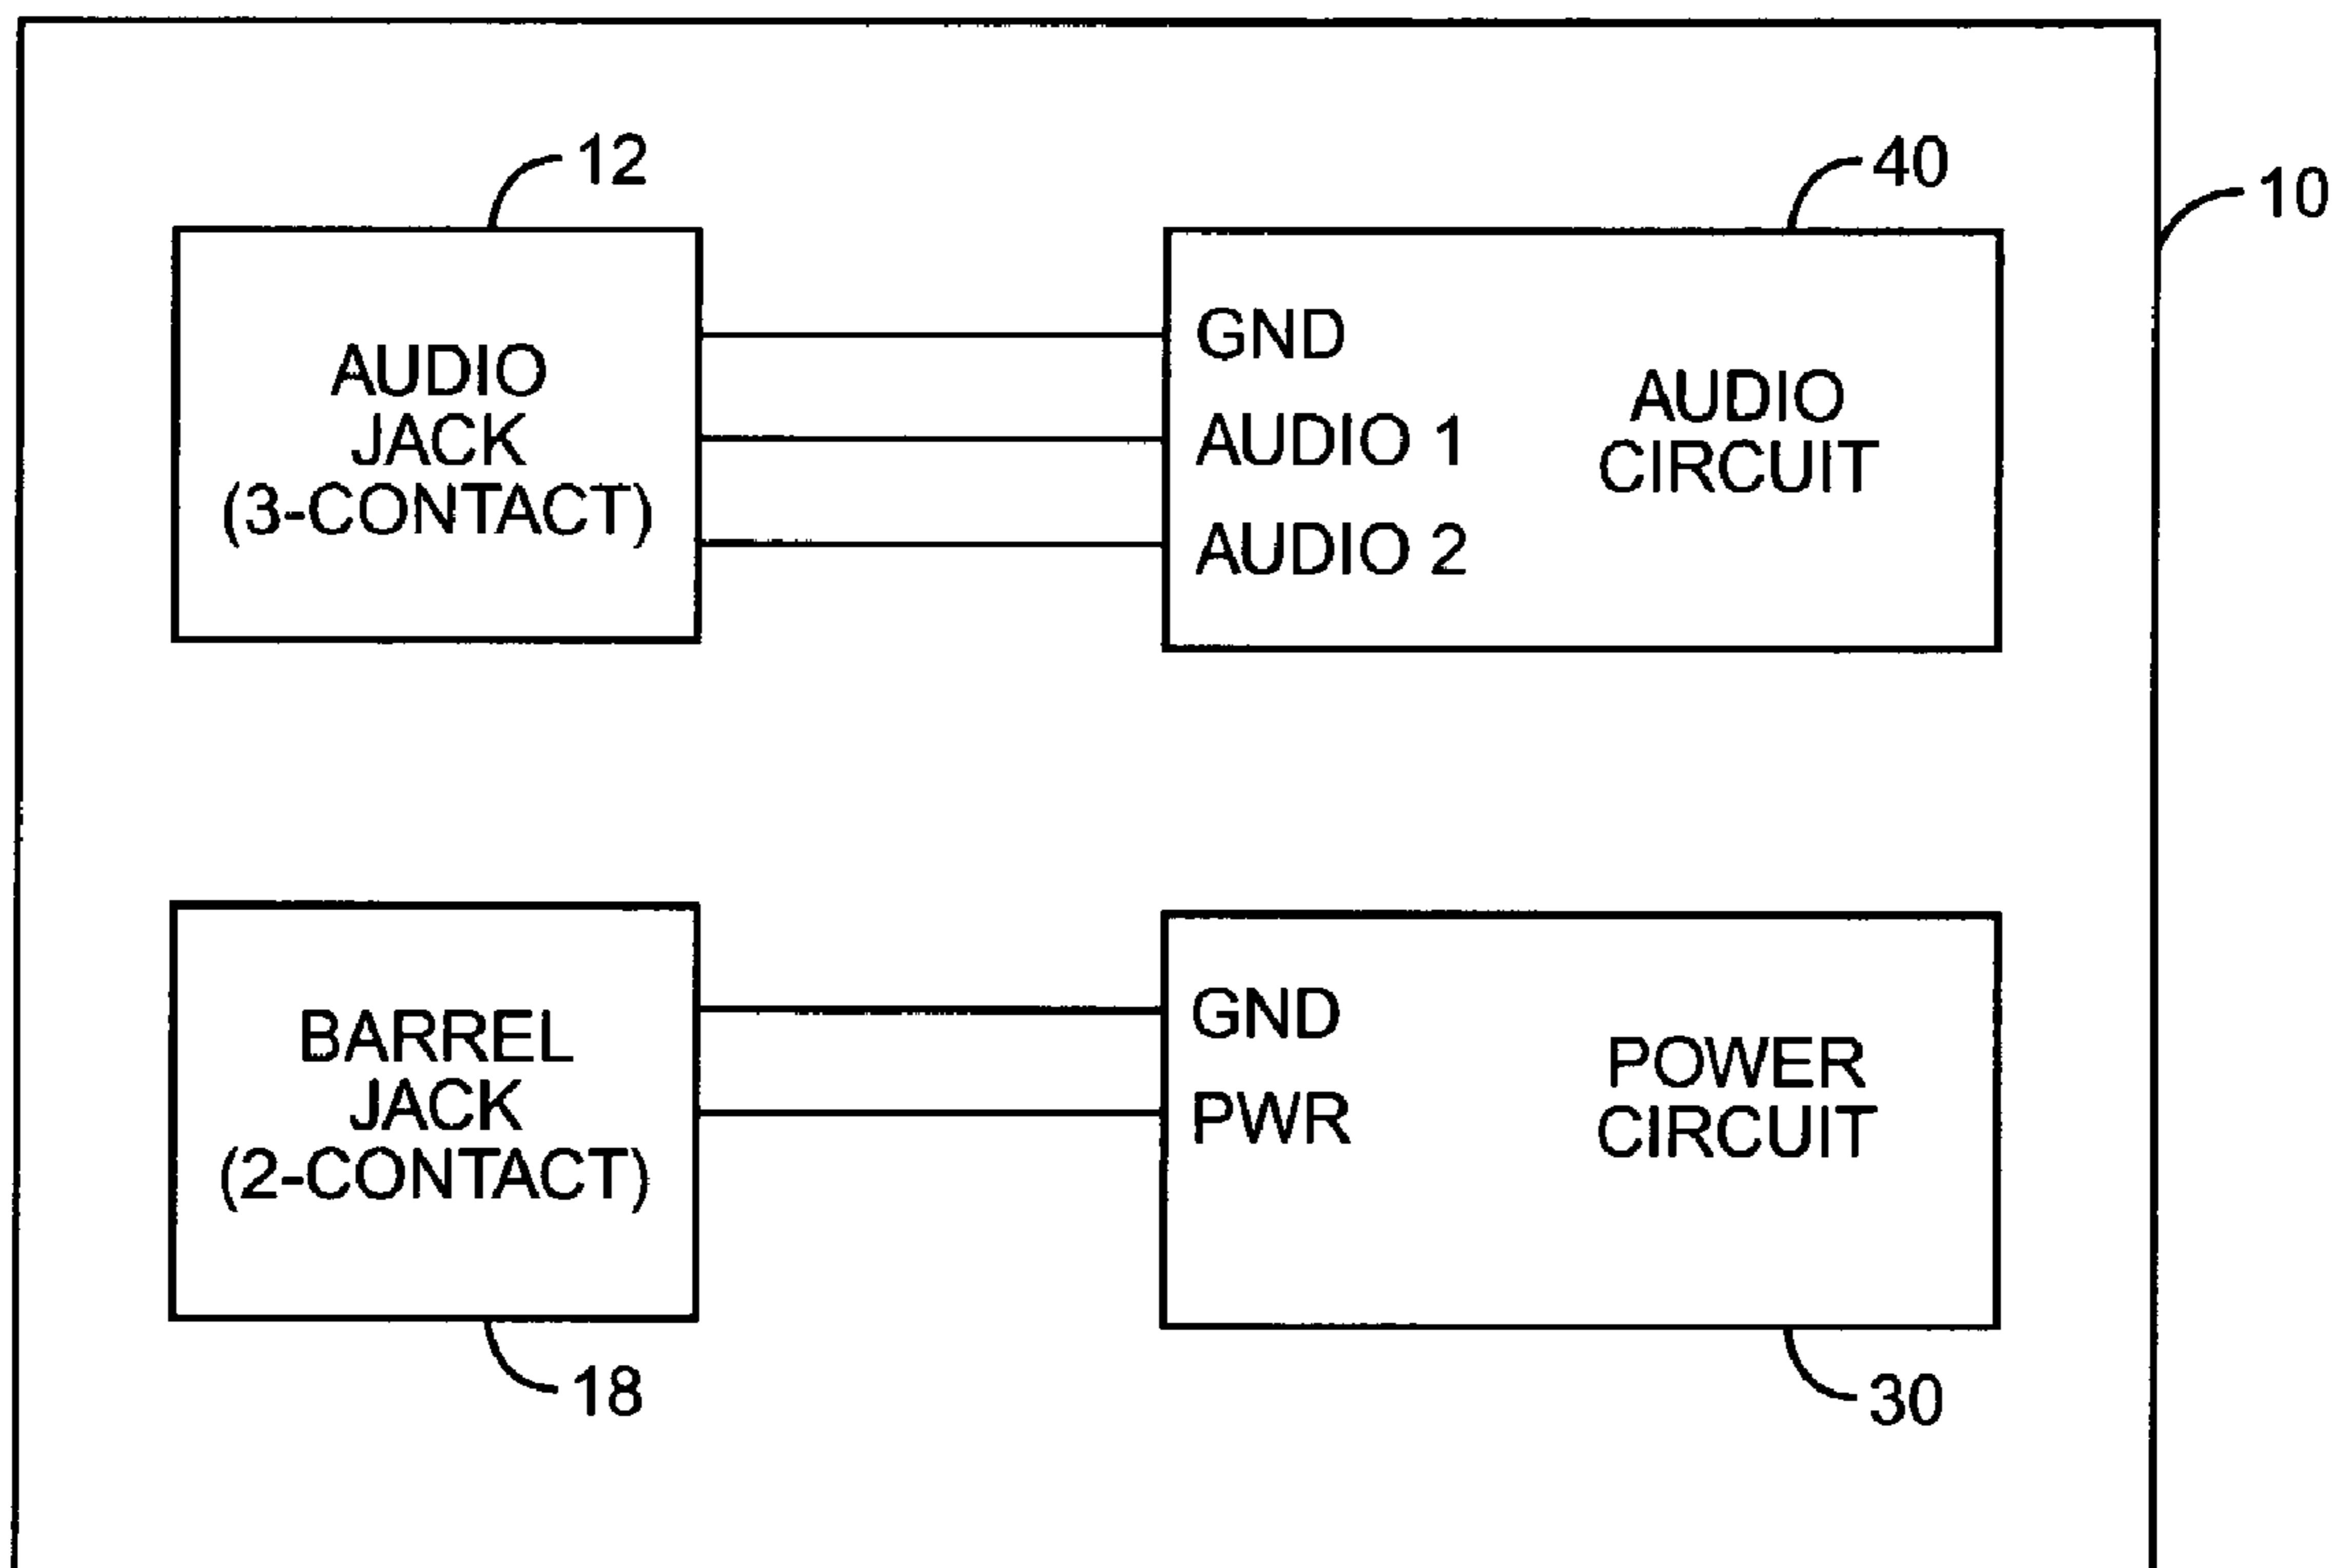 12
40
10
AUDIO
JACK
(3-CONTACT)
GND
AUDIO 1
AUDIO 2
AUDIO
CIRCUIT
BARREL
JACK
(2-CONTACT)
GND
PWR
POWER
CIRCUIT
18
30